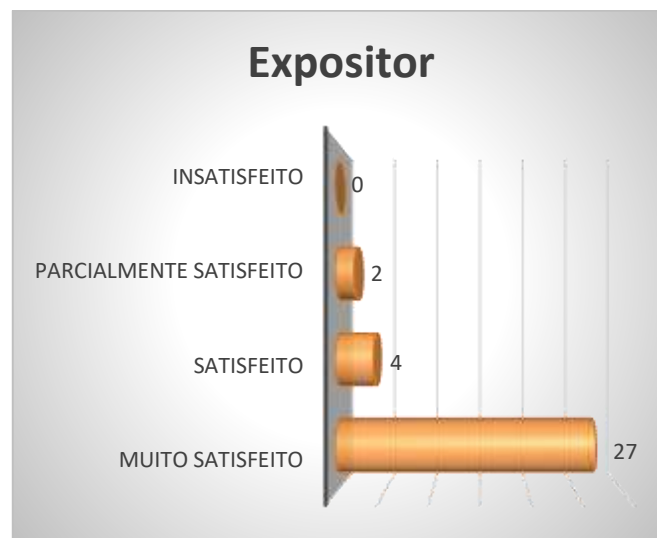 Expositor
INSATISFEITO 0
PARCIALMENTE SATISFEITO 2
SATISFEITO 4
MUITO SATISFEITO 27